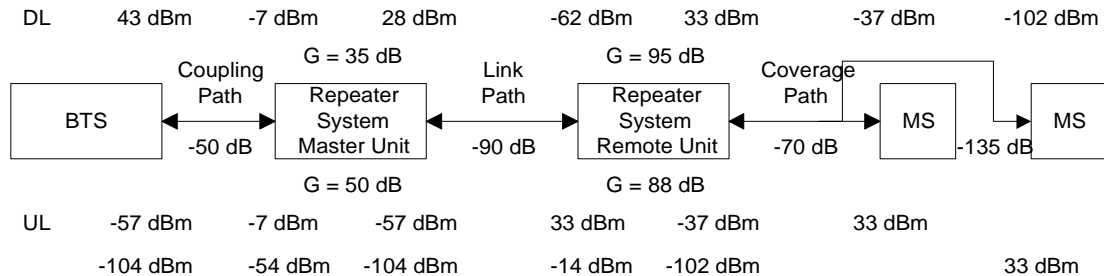 DL 43 dBm -7 dBm 28 dBm -62 dBm 33 dBm -37 dBm -102 dBm
G = 35 dB G = 95 dB
Coupling Path
Link Path
Coverage Path
BTS
Repeater System Master Unit
Repeater System Remote Unit
MS
MS
-50 dB -90 dB -70 dB -135 dB
G = 50 dB G = 88 dB
UL -57 dBm -7 dBm -57 dBm 33 dBm -37 dBm 33 dBm
-104 dBm -54 dBm -104 dBm -14 dBm -102 dBm 33 dBm